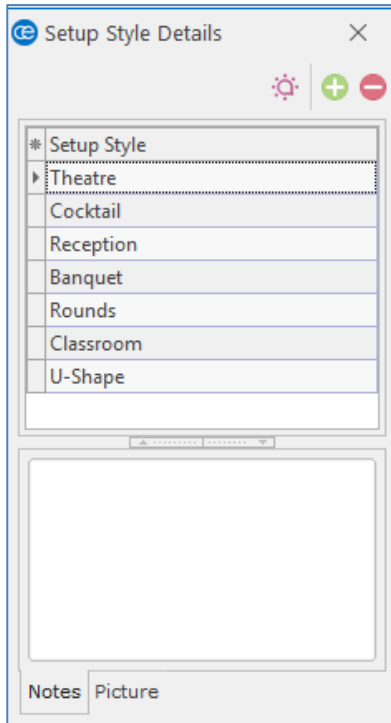 Setup Style Details
Setup Style
Theatre
Cocktail
Reception
Banquet
Rounds
Classroom
U-Shape
Notes Picture